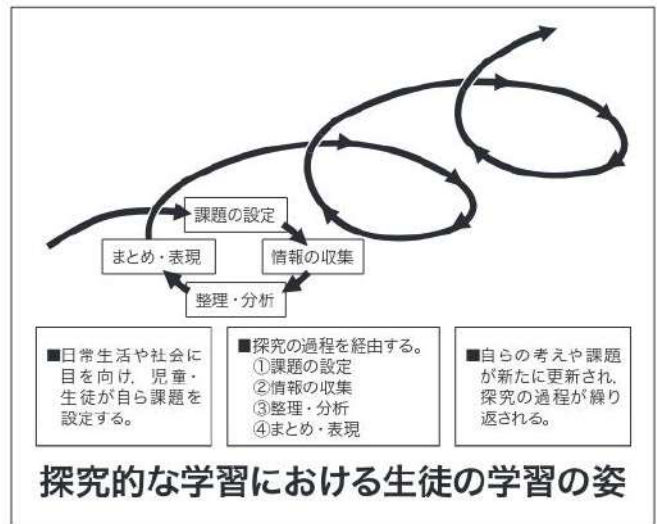 課題の設定
まとめ・表現
情報の収集
整理・分析
■日常生活や社会に
目を向け，児童・
生徒が自ら課題を
設定する。
■探究の過程を経由する。
①課題の設定
②情報の収集
③整理・分析
④まとめ・表現
■自らの考えや課題
が新たに更新され，
探究の過程が繰り
返される。
探究的な学習における生徒の学習の姿